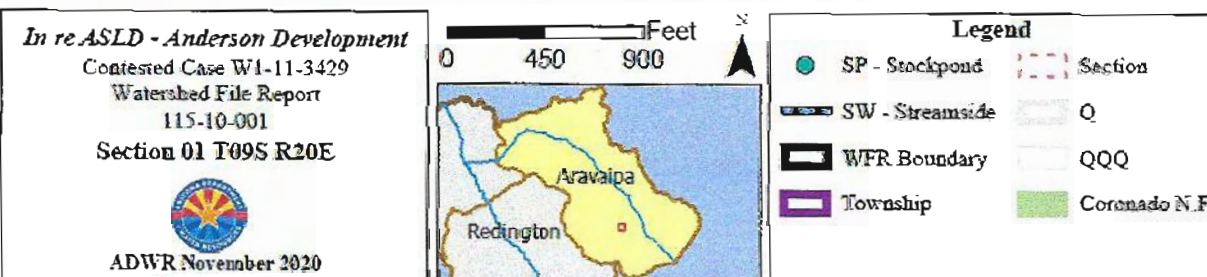 In re ASLD - Anderson Development
Contested Case W1-11-3429
Watershed File Report
115-10-001
Section 01 T09S R20E
ADWR November 2020
Feet
0 450 900
N
Aravaipa
Redington
Legend
SP - Stockpond
Section
SW - Streamside
Q
WFR Boundary
QQQ
Township
Coronado N.F